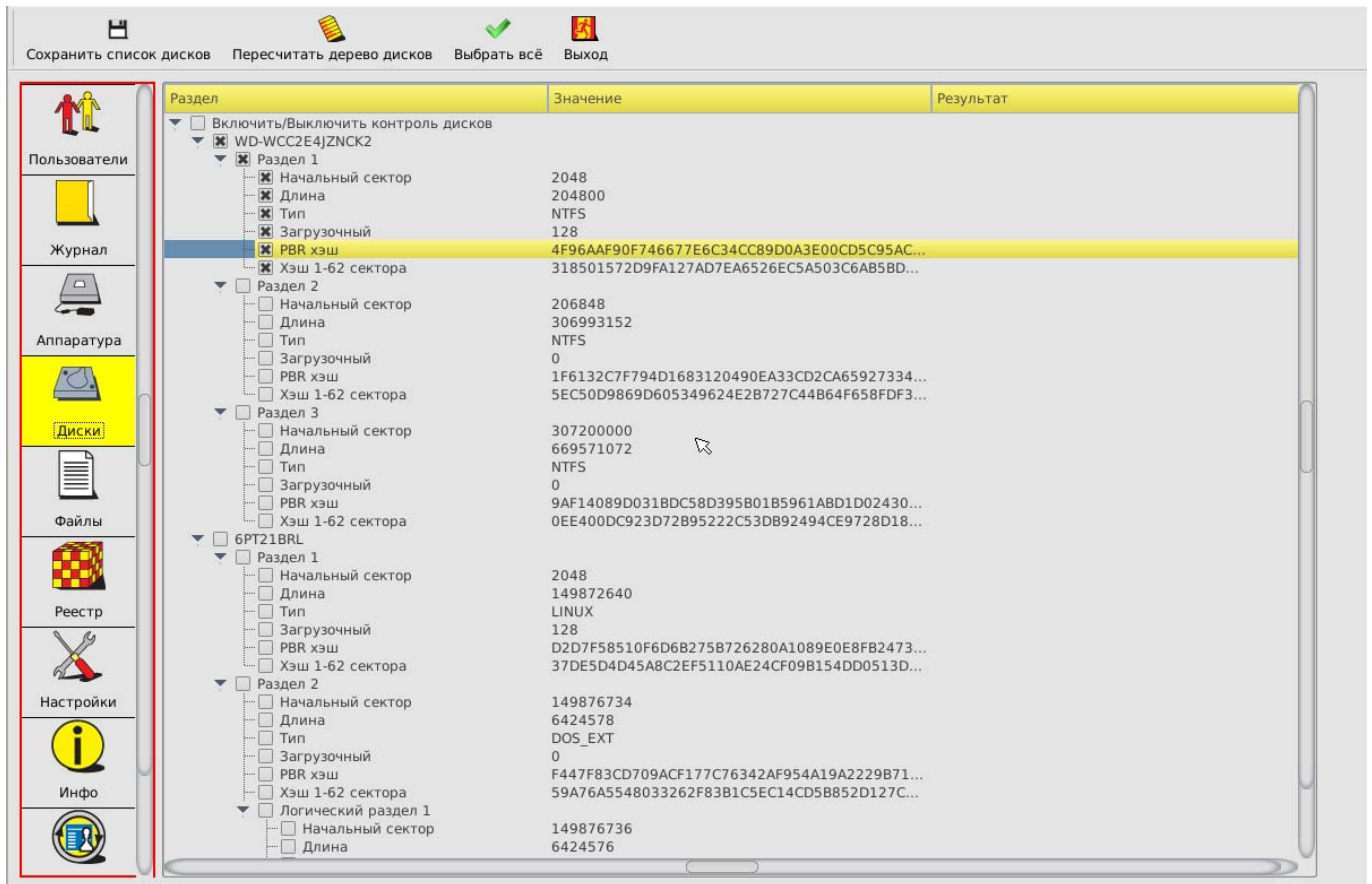 Сохранить список дисков Пересчитать дерево дисков Выбрать всё Выход
Пользователи
Журнал
Аппаратура
Диски
Файлы
Реестр
Настройки
Инфо
Раздел Значение Результат
Включить/Выключить контроль дисков
WD-WCC2E4JZNCK2
Раздел 1
Начальный сектор 2048
Длина 204800
Тип NTFS
Загрузочный 128
PBR хэш 4F96AAF90F746677E6C34CC89D0A3E00CD5C95AC...
Хэш 1-62 сектора 318501572D9FA127AD7EA6526EC5A503C6AB5BD...
Раздел 2
Начальный сектор 206848
Длина 306993152
Тип NTFS
Загрузочный 0
PBR хэш 1F6132C7F794D1683120490EA33CD2CA65927334...
Хэш 1-62 сектора 5EC50D9869D605349624E2B727C44B64F658FDF3...
Раздел 3
Начальный сектор 307200000
Длина 669571072
Тип NTFS
Загрузочный 0
PBR хэш 9AF14089D031BDC58D395B01B5961ABD1D02430...
Хэш 1-62 сектора 0EE400DC923D72B95222C53DB92494CE9728D18...
6PT21BRL
Раздел 1
Начальный сектор 2048
Длина 149872640
Тип LINUX
Загрузочный 128
PBR хэш D2D7F58510F6D6B275B726280A1089E0E8FB2473...
Хэш 1-62 сектора 37DE5D4D45A8C2EF5110AE24CF09B154DD0513D...
Раздел 2
Начальный сектор 149876734
Длина 6424578
Тип DOS_EXT
Загрузочный 0
PBR хэш F447F83CD709ACF177C76342AF954A19A2229B71...
Хэш 1-62 сектора 59A76A5548033262F83B1C5EC14CD5B852D127C...
Логический раздел 1
Начальный сектор 149876736
Длина 6424576